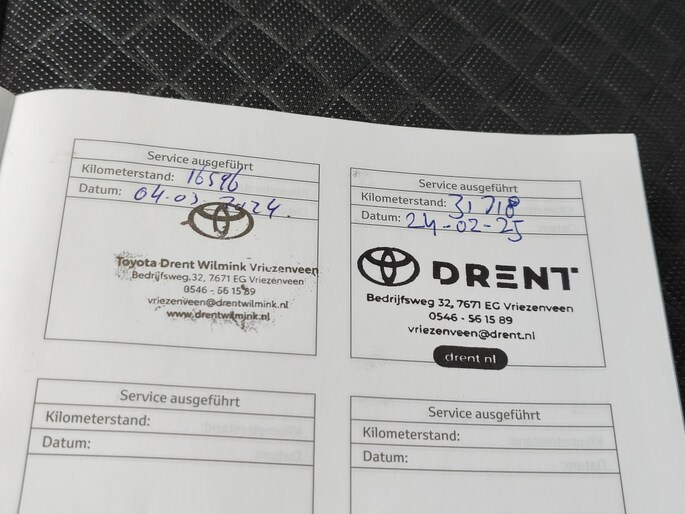 Service ausgeführt
Kilometerstand: 16596
Datum: 04.03.2024.
Toyota Drent Wilmink Vriezenveen
Bedrijfsweg 32, 7671 EG Vriezenveen
0546 - 56 15 89
vriezenveen@drentwilmink.nl
www.drentwilmink.nl
Service ausgeführt
Kilometerstand: 31718
Datum: 24-02-25
DRENT
Bedrijfsweg 32, 7671 EG Vriezenveen
0546 - 56 15 89
vriezenveen@drent.nl
drent.nl
Service ausgeführt
Kilometerstand:
Datum:
Service ausgeführt
Kilometerstand:
Datum: